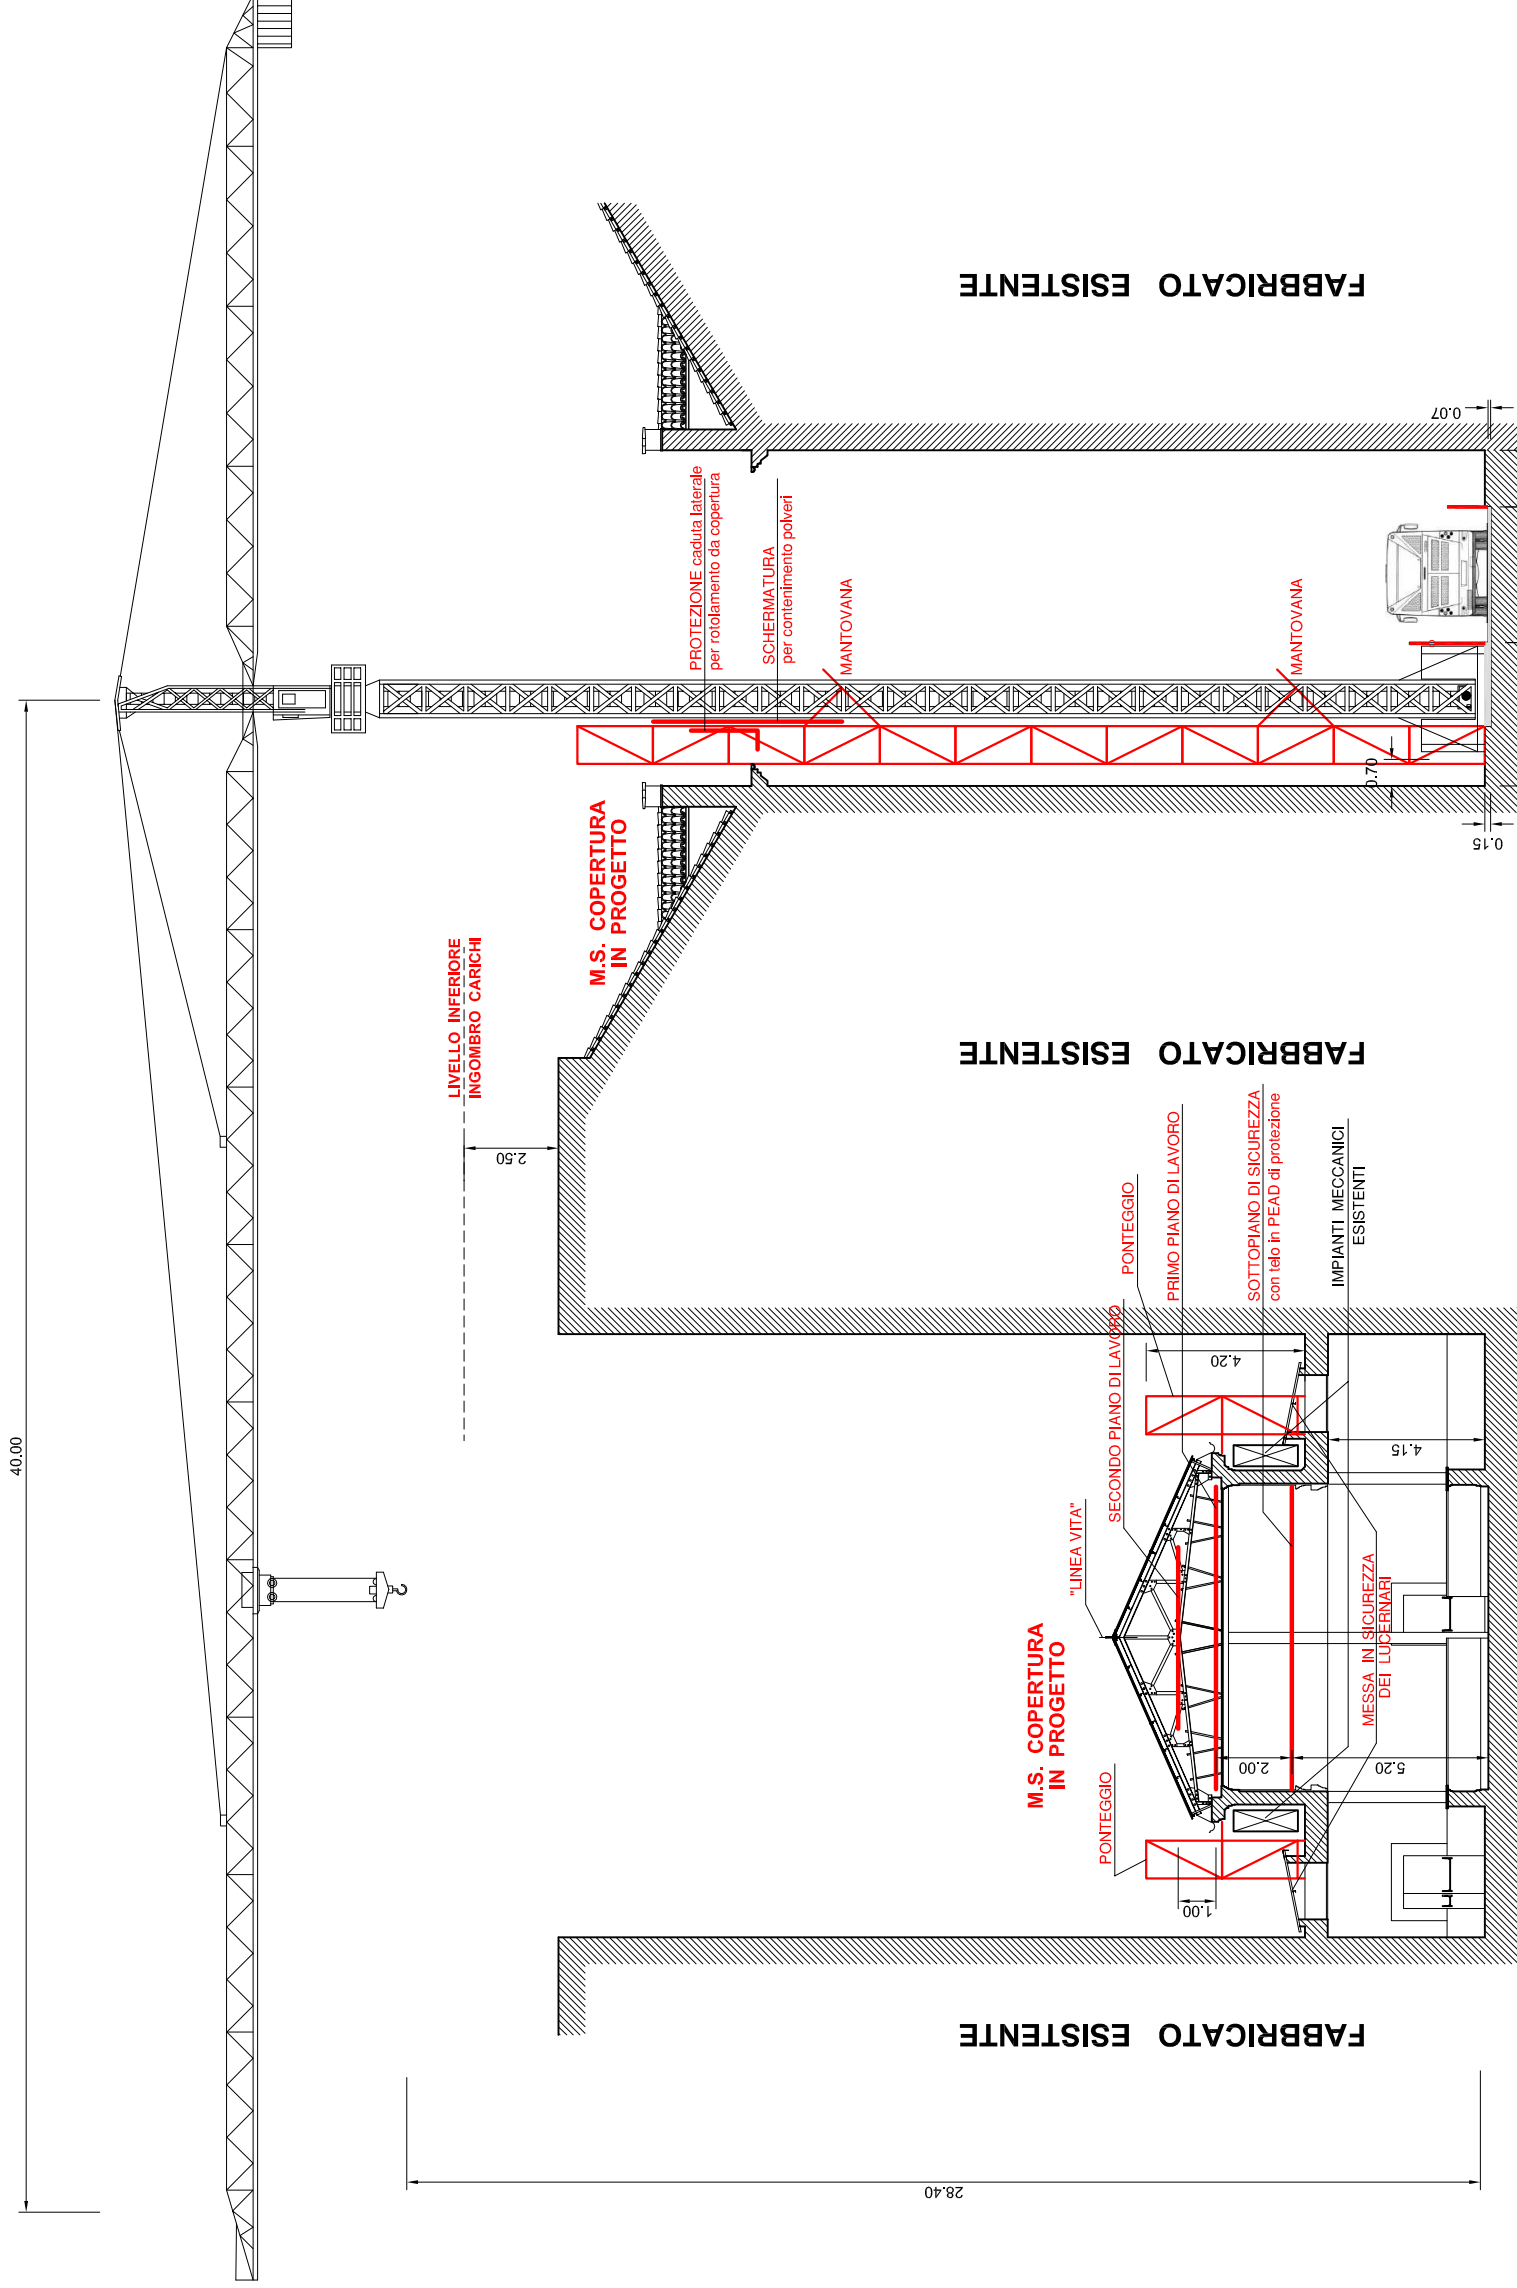 40.00
LIVELLO INFERIORE
INGOMBRO CARICHI
2.50
M.S. COPERTURA
IN PROGETTO
PROTEZIONE caduta laterale
per rotolamento da copertura
SCHERMATURA
per contenimento polveri
MANTOVANA
MANTOVANA
0.07
0.70
0.15
FABBRICATO ESISTENTE
FABBRICATO ESISTENTE
FABBRICATO ESISTENTE
"LINEA VITA"
SECONDO PIANO DI LAVORO
PONTEGGIO
PRIMO PIANO DI LAVORO
SOTTOPIANO DI SICUREZZA
con telo in PEAD di protezione
IMPIANTI MECCANICI
ESISTENTI
M.S. COPERTURA
IN PROGETTO
PONTEGGIO
MESSA IN SICUREZZA
DEI LUCERNARI
4.20
4.15
2.00
5.20
1.00
28.40